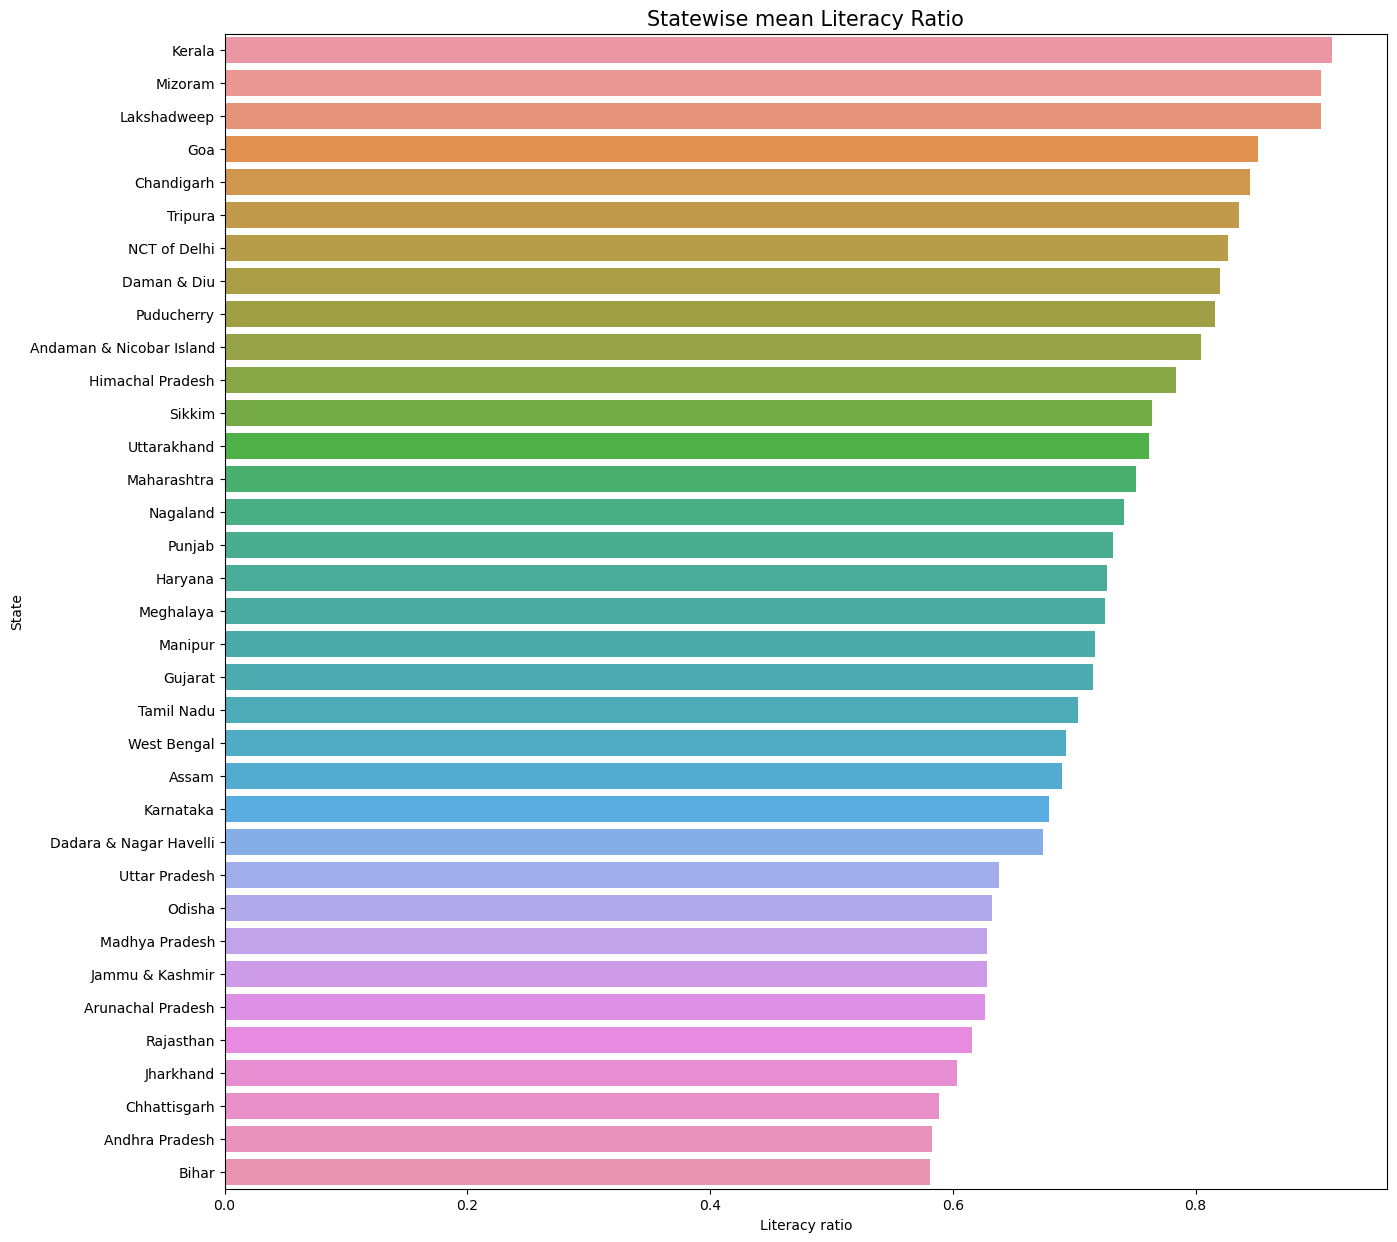 Statewise mean Literacy Ratio
State
Kerala
Mizoram
Lakshadweep
Goa
Chandigarh
Tripura
NCT of Delhi
Daman & Diu
Puducherry
Andaman & Nicobar Island
Himachal Pradesh
Sikkim
Uttarakhand
Maharashtra
Nagaland
Punjab
Haryana
Meghalaya
Manipur
Gujarat
Tamil Nadu
West Bengal
Assam
Karnataka
Dadara & Nagar Havelli
Uttar Pradesh
Odisha
Madhya Pradesh
Jammu & Kashmir
Arunachal Pradesh
Rajasthan
Jharkhand
Chhattisgarh
Andhra Pradesh
Bihar
0.0 0.2 0.4 0.6 0.8
Literacy ratio